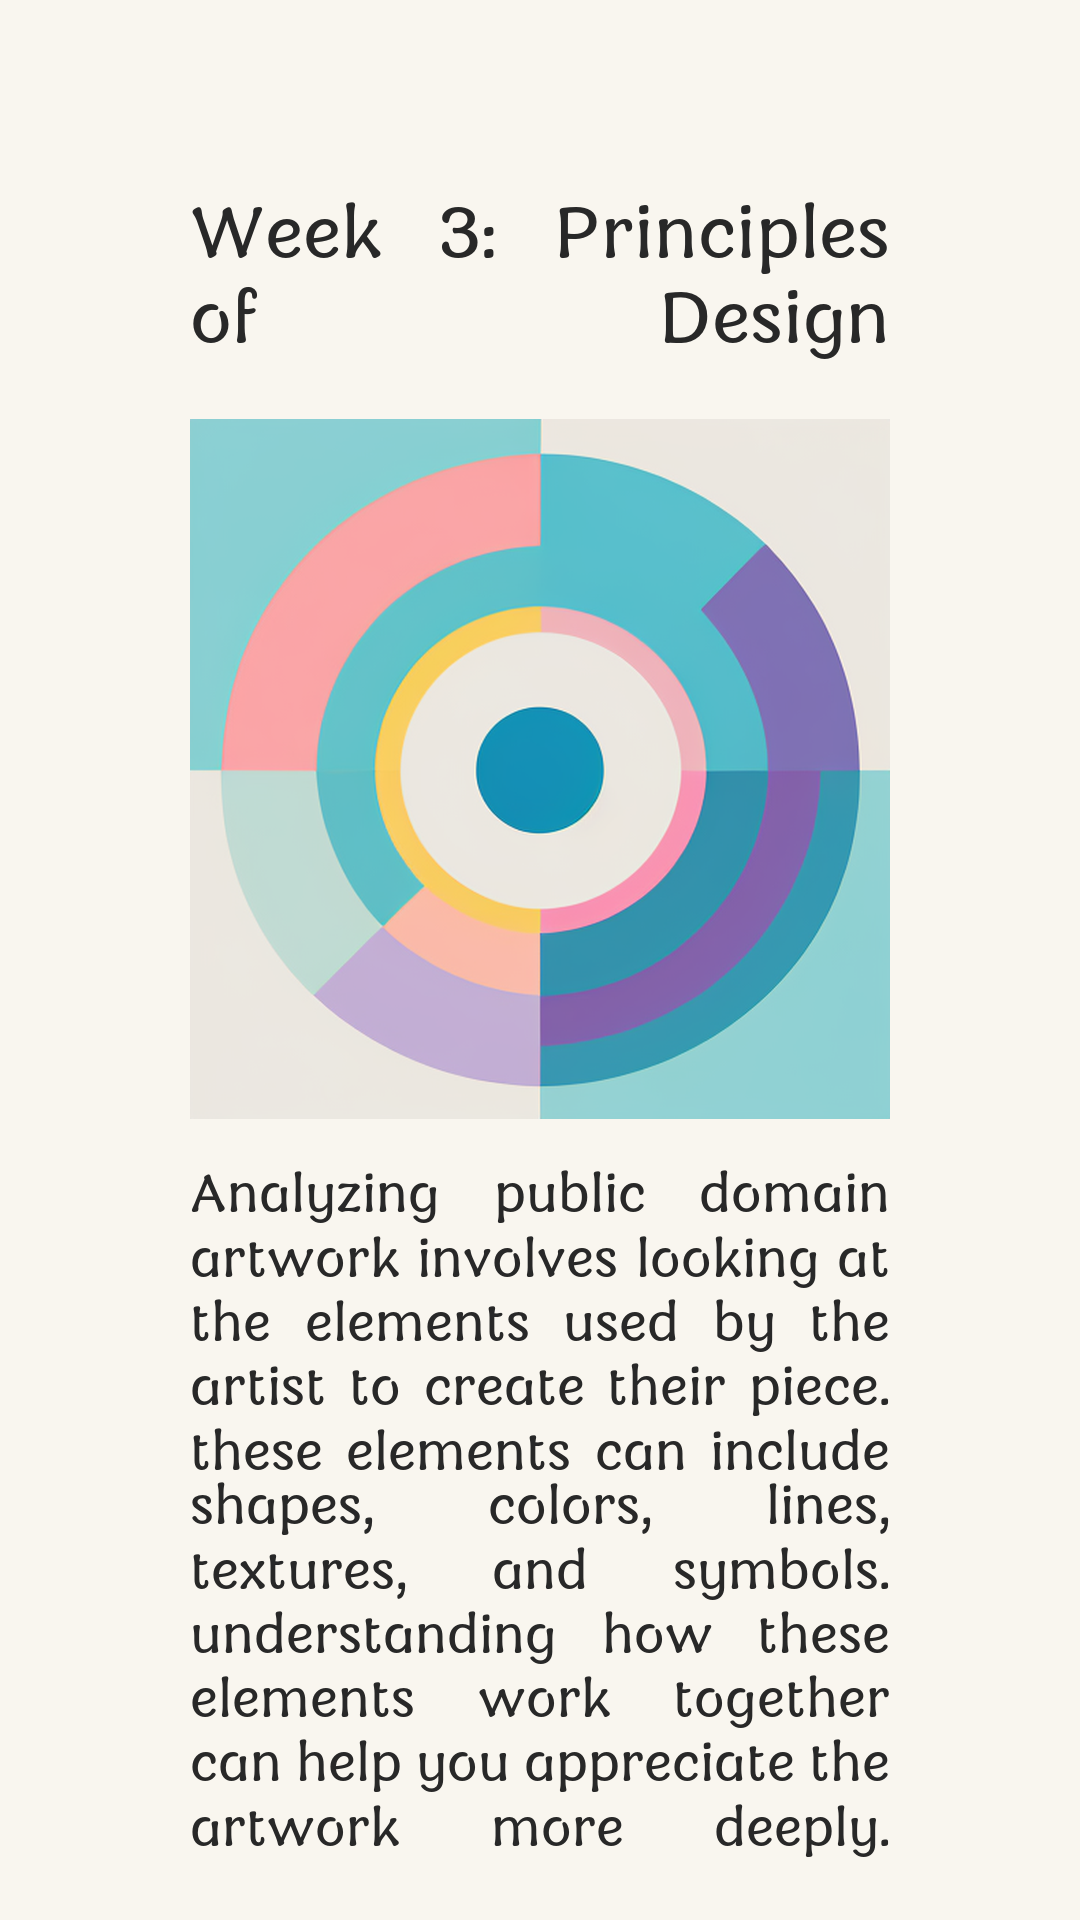 Week 3: Principles
of Design
Analyzing public domain
artwork involves looking at
the elements used by the
artist to create their piece.
these elements can include
shapes, colors, lines,
textures, and symbols.
understanding how these
elements work together
can help you appreciate the
artwork more deeply.